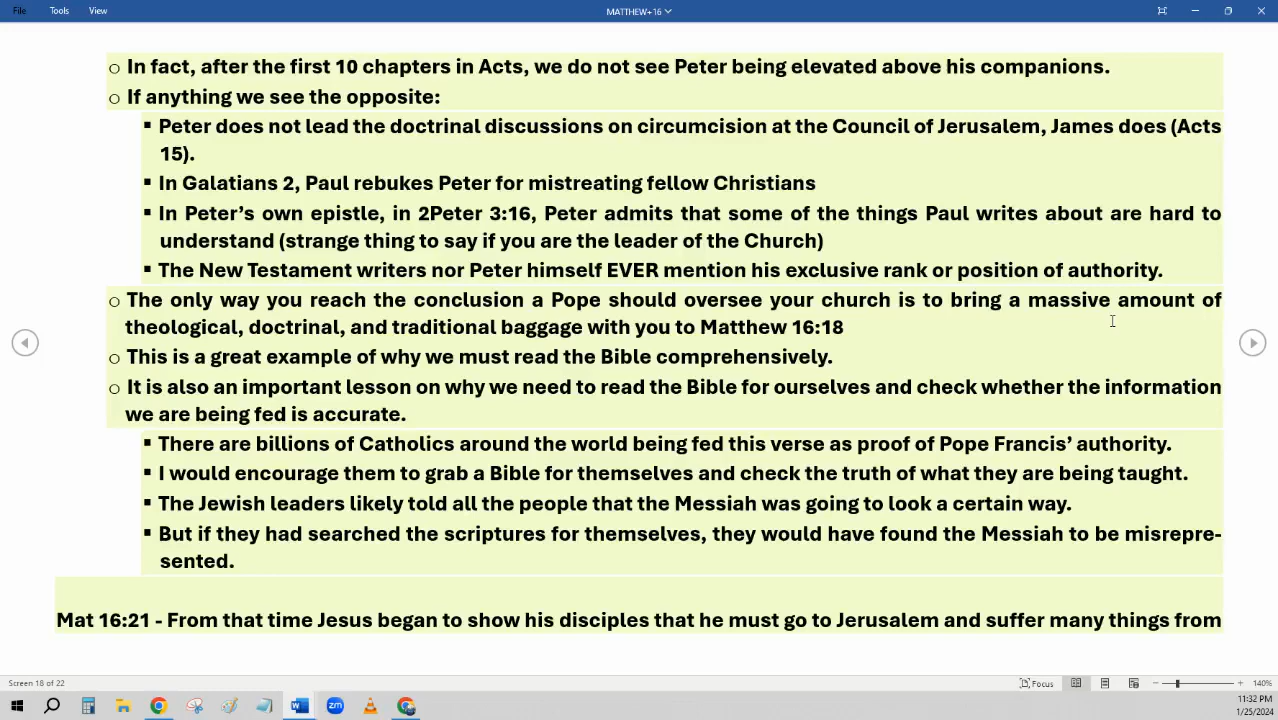 File Tools View MATTHEW+16
o In fact, after the first 10 chapters in Acts, we do not see Peter being elevated above his companions.
o If anything we see the opposite:
▪ Peter does not lead the doctrinal discussions on circumcision at the Council of Jerusalem, James does (Acts
15).
▪ In Galatians 2, Paul rebukes Peter for mistreating fellow Christians
▪ In Peter’s own epistle, in 2Peter 3:16, Peter admits that some of the things Paul writes about are hard to
understand (strange thing to say if you are the leader of the Church)
▪ The New Testament writers nor Peter himself EVER mention his exclusive rank or position of authority.
o The only way you reach the conclusion a Pope should oversee your church is to bring a massive amount of
theological, doctrinal, and traditional baggage with you to Matthew 16:18
o This is a great example of why we must read the Bible comprehensively.
o It is also an important lesson on why we need to read the Bible for ourselves and check whether the information
we are being fed is accurate.
▪ There are billions of Catholics around the world being fed this verse as proof of Pope Francis’ authority.
▪ I would encourage them to grab a Bible for themselves and check the truth of what they are being taught.
▪ The Jewish leaders likely told all the people that the Messiah was going to look a certain way.
▪ But if they had searched the scriptures for themselves, they would have found the Messiah to be misrepre-
sented.
Mat 16:21 - From that time Jesus began to show his disciples that he must go to Jerusalem and suffer many things from
Screen 18 of 22 Focus 140%
zm
11:32 PM
1/25/2024